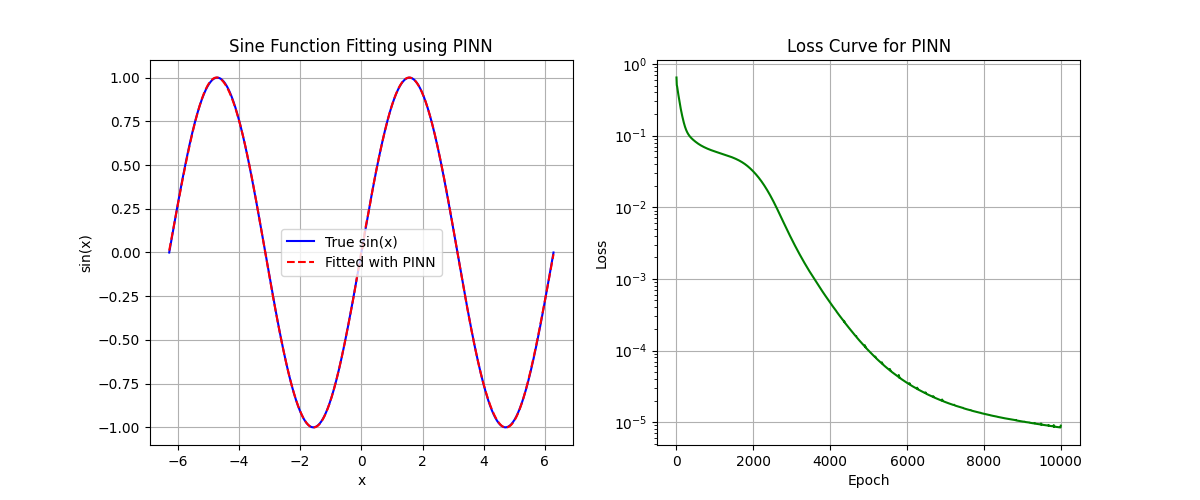 Sine Function Fitting using PINN
1.00
0.75
0.50
0.25
0.00
−0.25
−0.50
−0.75
−1.00
sin(x)
True sin(x)
Fitted with PINN
−6 −4 −2 0 2 4 6
x
Loss Curve for PINN
10⁰
10⁻¹
10⁻²
10⁻³
10⁻⁴
10⁻⁵
Loss
0 2000 4000 6000 8000 10000
Epoch